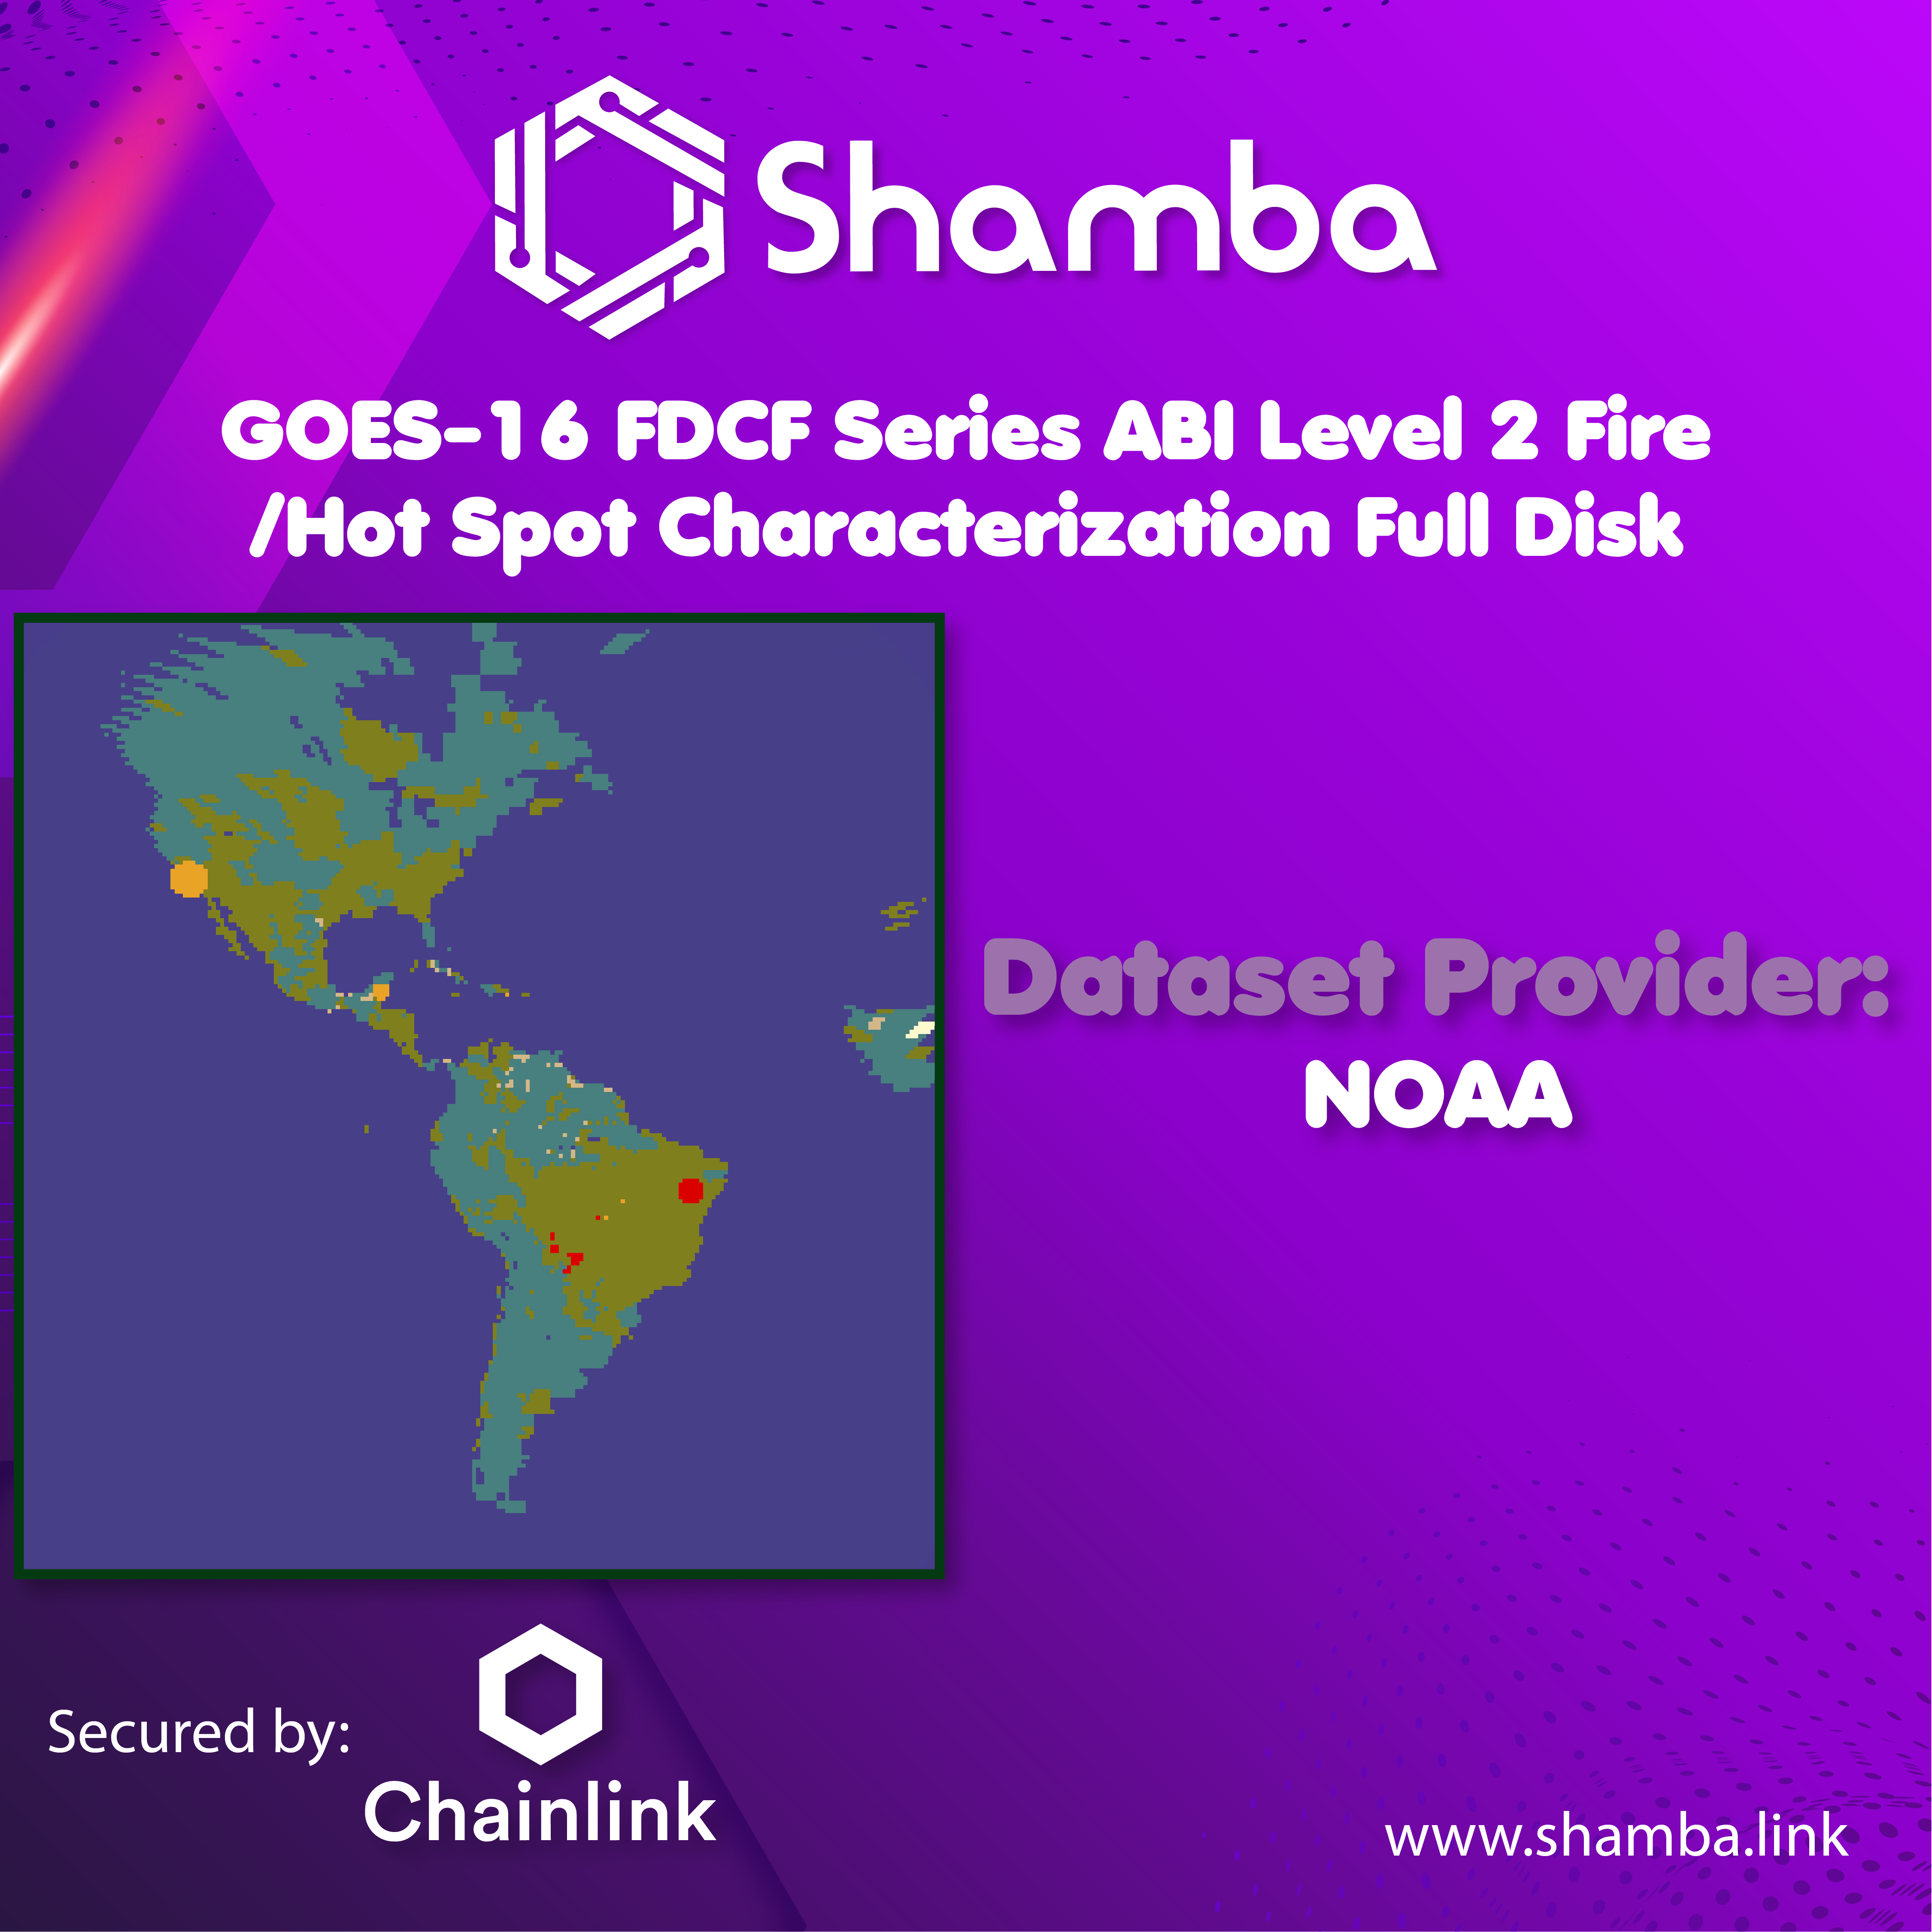 Shamba
GOES-16 FDCF Series ABI Level 2 Fire
/Hot Spot Characterization Full Disk
Dataset Provider:
NOAA
Secured by:
Chainlink
www.shamba.link